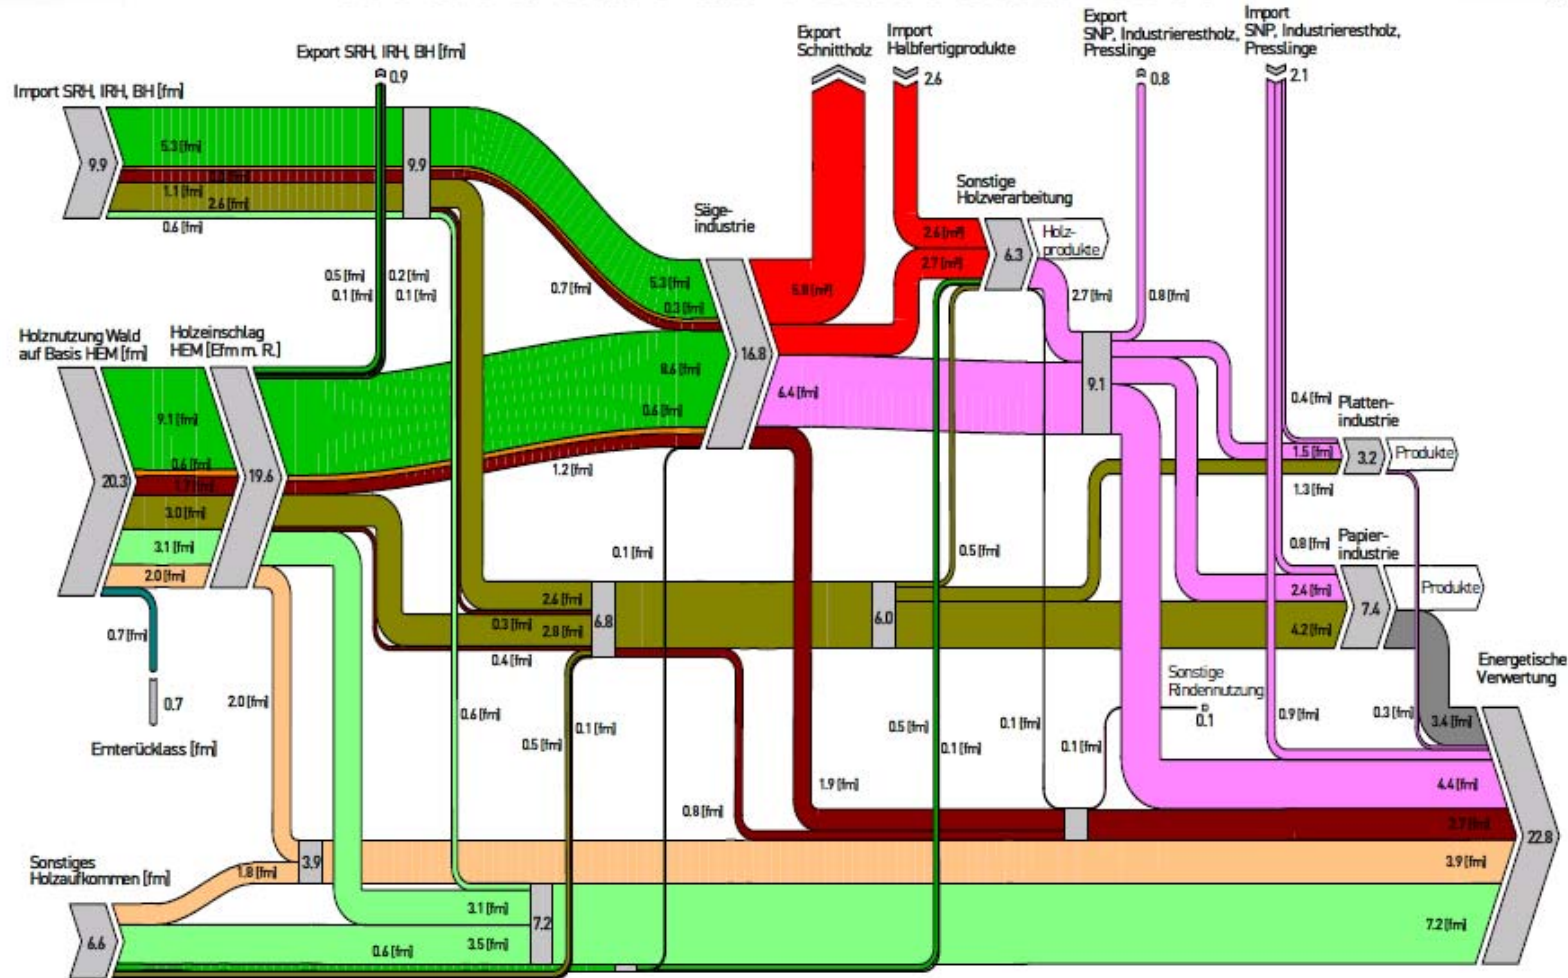 Export SRH, IRH, BH [fm]
0.9
Import SRH, IRH, BH [fm]
9.9
5.3 [fm]
1.1 [fm]
2.6 [fm]
0.6 [fm]
9.9
0.5 [fm]
0.2 [fm]
0.1 [fm]
0.1 [fm]
Export
Schnittholz
Import
Halbfertigprodukte
2.6
Export
SNP, Industrierestholz,
Presslinge
0.8
Import
SNP, Industrierestholz,
Presslinge
2.1
Säge-
industrie
0.7 [fm]
5.3 [fm]
0.3 [fm]
5.8 [m³]
2.6 [m³]
2.7 [m³]
Sonstige
Holzverarbeitung
6.3
Holz-
produkte
2.7 [fm]
0.8 [fm]
Holznutzung Wald
auf Basis HEM [fm]
Holzeinschlag
HEM [Efm m. R.]
20.3
19.6
9.1 [fm]
0.6 [fm]
1.7 [fm]
3.0 [fm]
3.1 [fm]
2.0 [fm]
16.8
8.6 [fm]
0.6 [fm]
1.2 [fm]
6.4 [fm]
9.1
0.4 [fm]
Platten-
industrie
1.5 [fm]
3.2
Produkte
1.3 [fm]
0.7 [fm]
0.7
Ernterücklass [fm]
2.0 [fm]
0.1 [fm]
0.5 [fm]
0.8 [fm]
Papier-
industrie
2.6 [fm]
0.3 [fm]
2.8 [fm]
6.8
6.0
2.4 [fm]
4.2 [fm]
7.4
Produkte
0.4 [fm]
0.6 [fm]
0.5 [fm]
0.1 [fm]
0.8 [fm]
1.9 [fm]
0.5 [fm]
0.1 [fm]
0.1 [fm]
0.1 [fm]
Sonstige
Rindennutzung
0.1
0.9 [fm]
0.3 [fm]
3.4 [fm]
Energetische
Verwertung
4.4 [fm]
2.7 [fm]
3.9 [fm]
7.2 [fm]
22.8
Sonstiges
Holzaufkommen [fm]
6.6
1.8 [fm]
3.9
3.1 [fm]
3.5 [fm]
0.6 [fm]
7.2